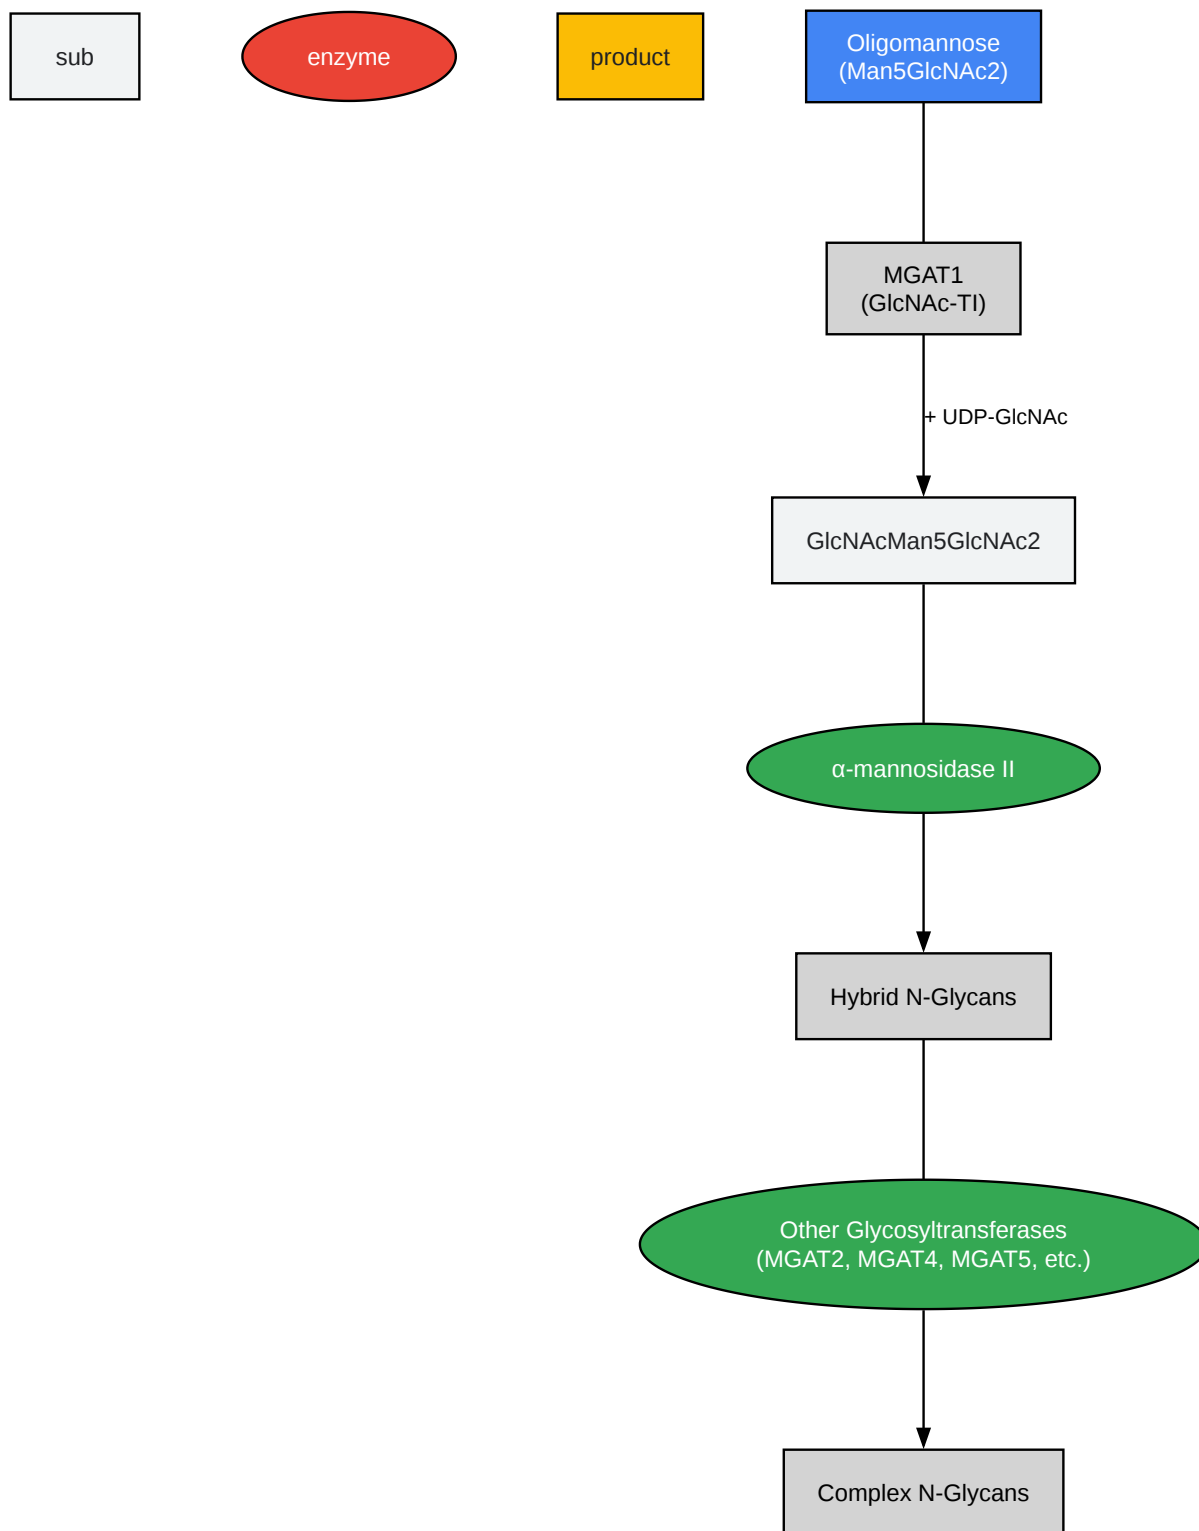 sub
enzyme
product
Oligomannose
(Man5GlcNAc2)
MGAT1
(GlcNAc-TI)
+ UDP-GlcNAc
GlcNAcMan5GlcNAc2
α-mannosidase II
Hybrid N-Glycans
Other Glycosyltransferases
(MGAT2, MGAT4, MGAT5, etc.)
Complex N-Glycans